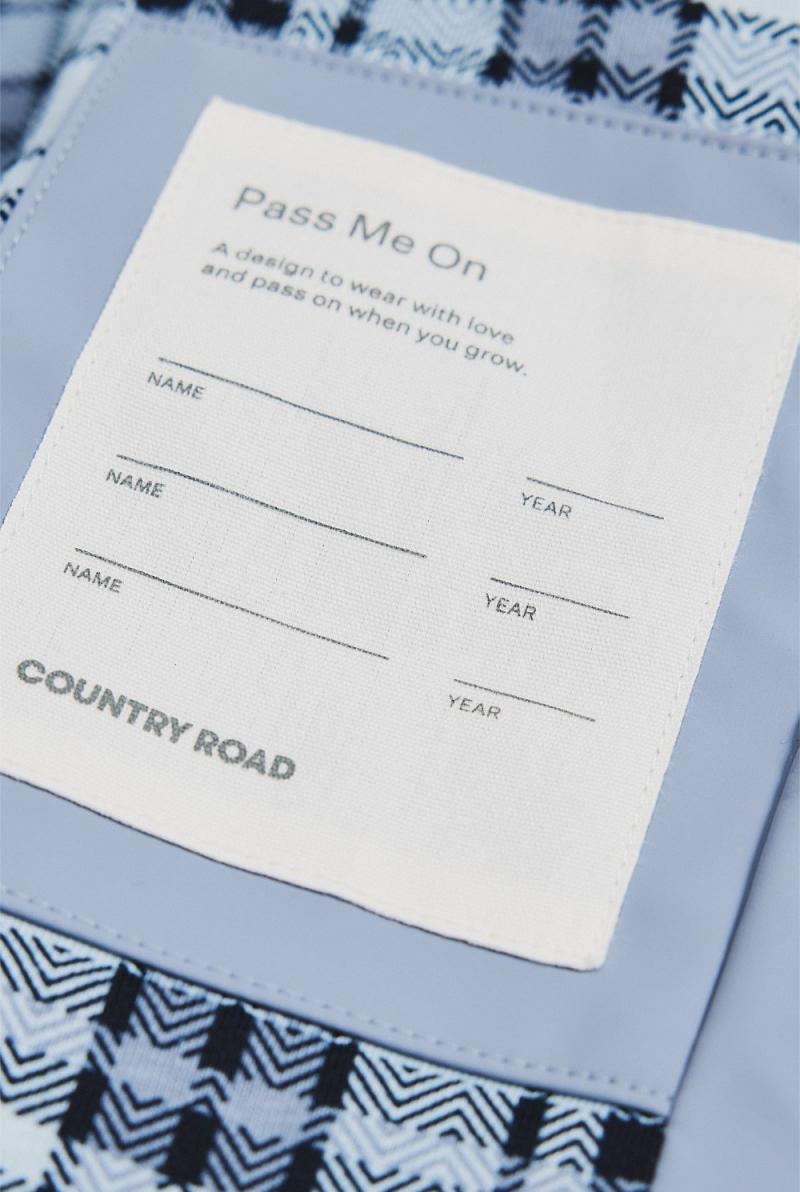 Pass Me On
A design to wear with love
and pass on when you grow.
NAME
YEAR
NAME
YEAR
NAME
YEAR
COUNTRY ROAD